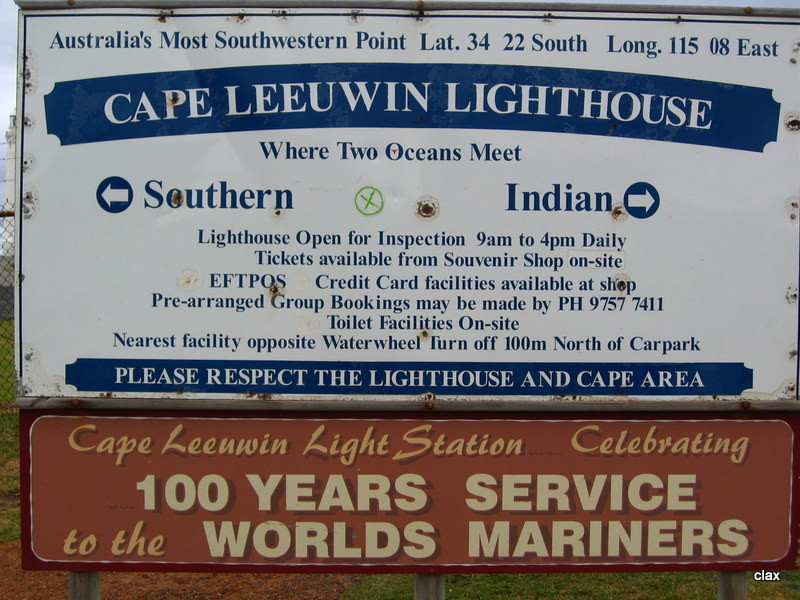 Australia's Most Southwestern Point Lat. 34 22 South Long. 115 08 East
CAPE LEEUWIN LIGHTHOUSE
Where Two Oceans Meet
Southern Indian
Lighthouse Open for Inspection 9am to 4pm Daily
Tickets available from Souvenir Shop on-site
EFTPOS Credit Card facilities available at shop
Pre-arranged Group Bookings may be made by PH 9757 7411
Toilet Facilities On-site
Nearest facility opposite Waterwheel Turn off 100m North of Carpark
PLEASE RESPECT THE LIGHTHOUSE AND CAPE AREA
Cape Leeuwin Light Station ...... Celebrating
100 YEARS SERVICE
to the WORLDS MARINERS
clax